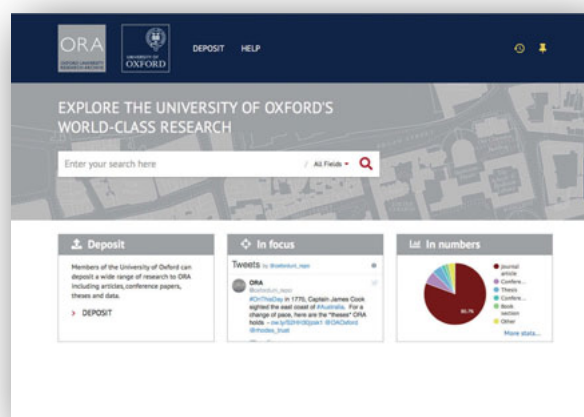 ORA
OXFORD UNIVERSITY
RESEARCH ARCHIVE
UNIVERSITY OF
OXFORD
DEPOSIT HELP
EXPLORE THE UNIVERSITY OF OXFORD'S
WORLD-CLASS RESEARCH
Enter your search here / All Fields
Deposit
Members of the University of Oxford can
deposit a wide range of research to ORA
including articles, conference papers,
theses and data.
> DEPOSIT
In focus
Tweets by
ORA
#OnThisDay in 1770, Captain James Cook
sighted the east coast of #Australia. For a
change of pace, here are the "theses" ORA
holds -
@rhodes_trust
In numbers
Journal
article
Confere...
Thesis
Confere...
Book
section
Other
More stats...